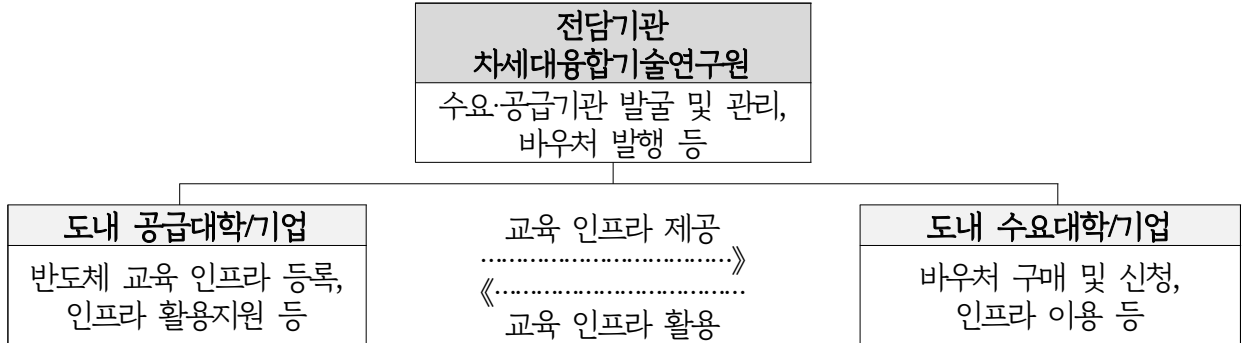 전담기관
차세대융합기술연구원
수요·공급기관 발굴 및 관리,
바우처 발행 등
도내 공급대학/기업
반도체 교육 인프라 등록,
인프라 활용지원 등
교육 인프라 제공
………………………………》
《………………………………
교육 인프라 활용
도내 수요대학/기업
바우처 구매 및 신청,
인프라 이용 등